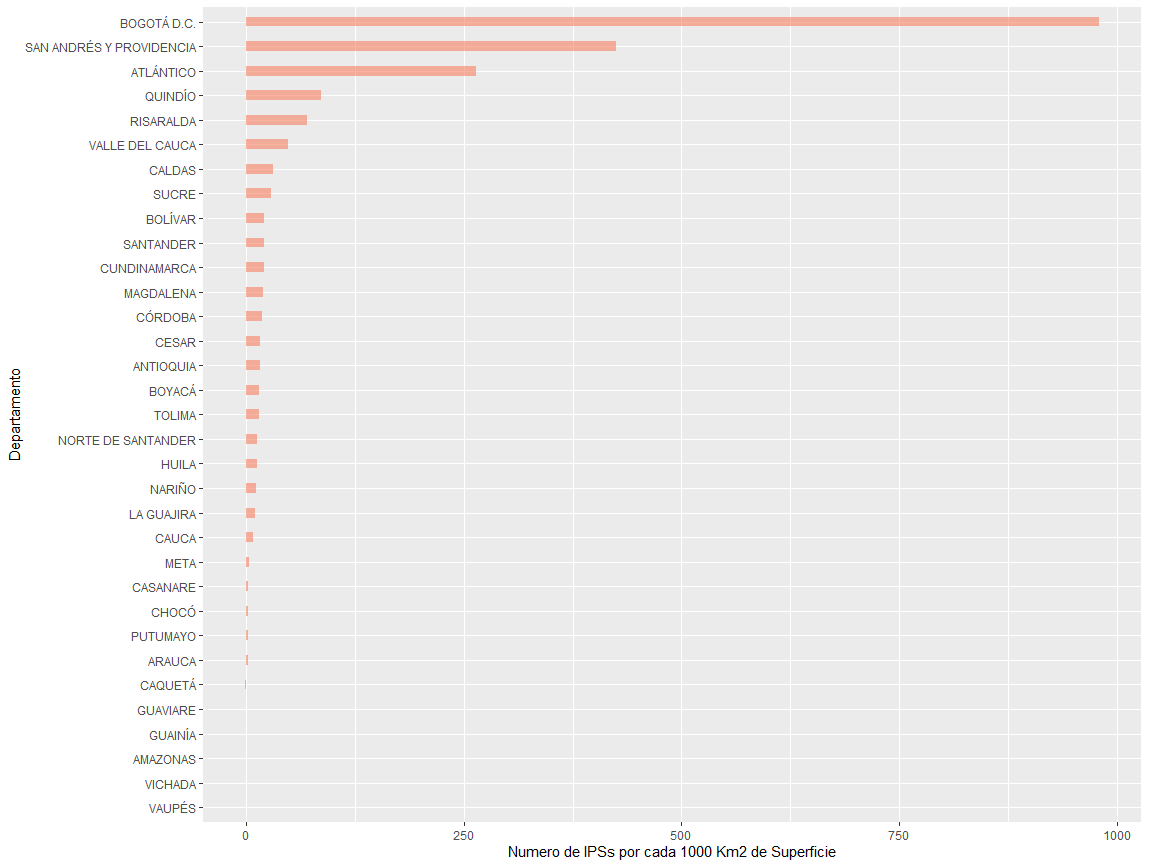 BOGOTÁ D.C.
SAN ANDRÉS Y PROVIDENCIA
ATLÁNTICO
QUINDÍO
RISARALDA
VALLE DEL CAUCA
CALDAS
SUCRE
BOLÍVAR
SANTANDER
CUNDINAMARCA
MAGDALENA
CÓRDOBA
CESAR
ANTIOQUIA
BOYACÁ
TOLIMA
NORTE DE SANTANDER
HUILA
NARIÑO
LA GUAJIRA
CAUCA
META
CASANARE
CHOCÓ
PUTUMAYO
ARAUCA
CAQUETÁ
GUAVIARE
GUAINÍA
AMAZONAS
VICHADA
VAUPÉS
Departamento
0 250 500 750 1000
Numero de IPSs por cada 1000 Km2 de Superficie